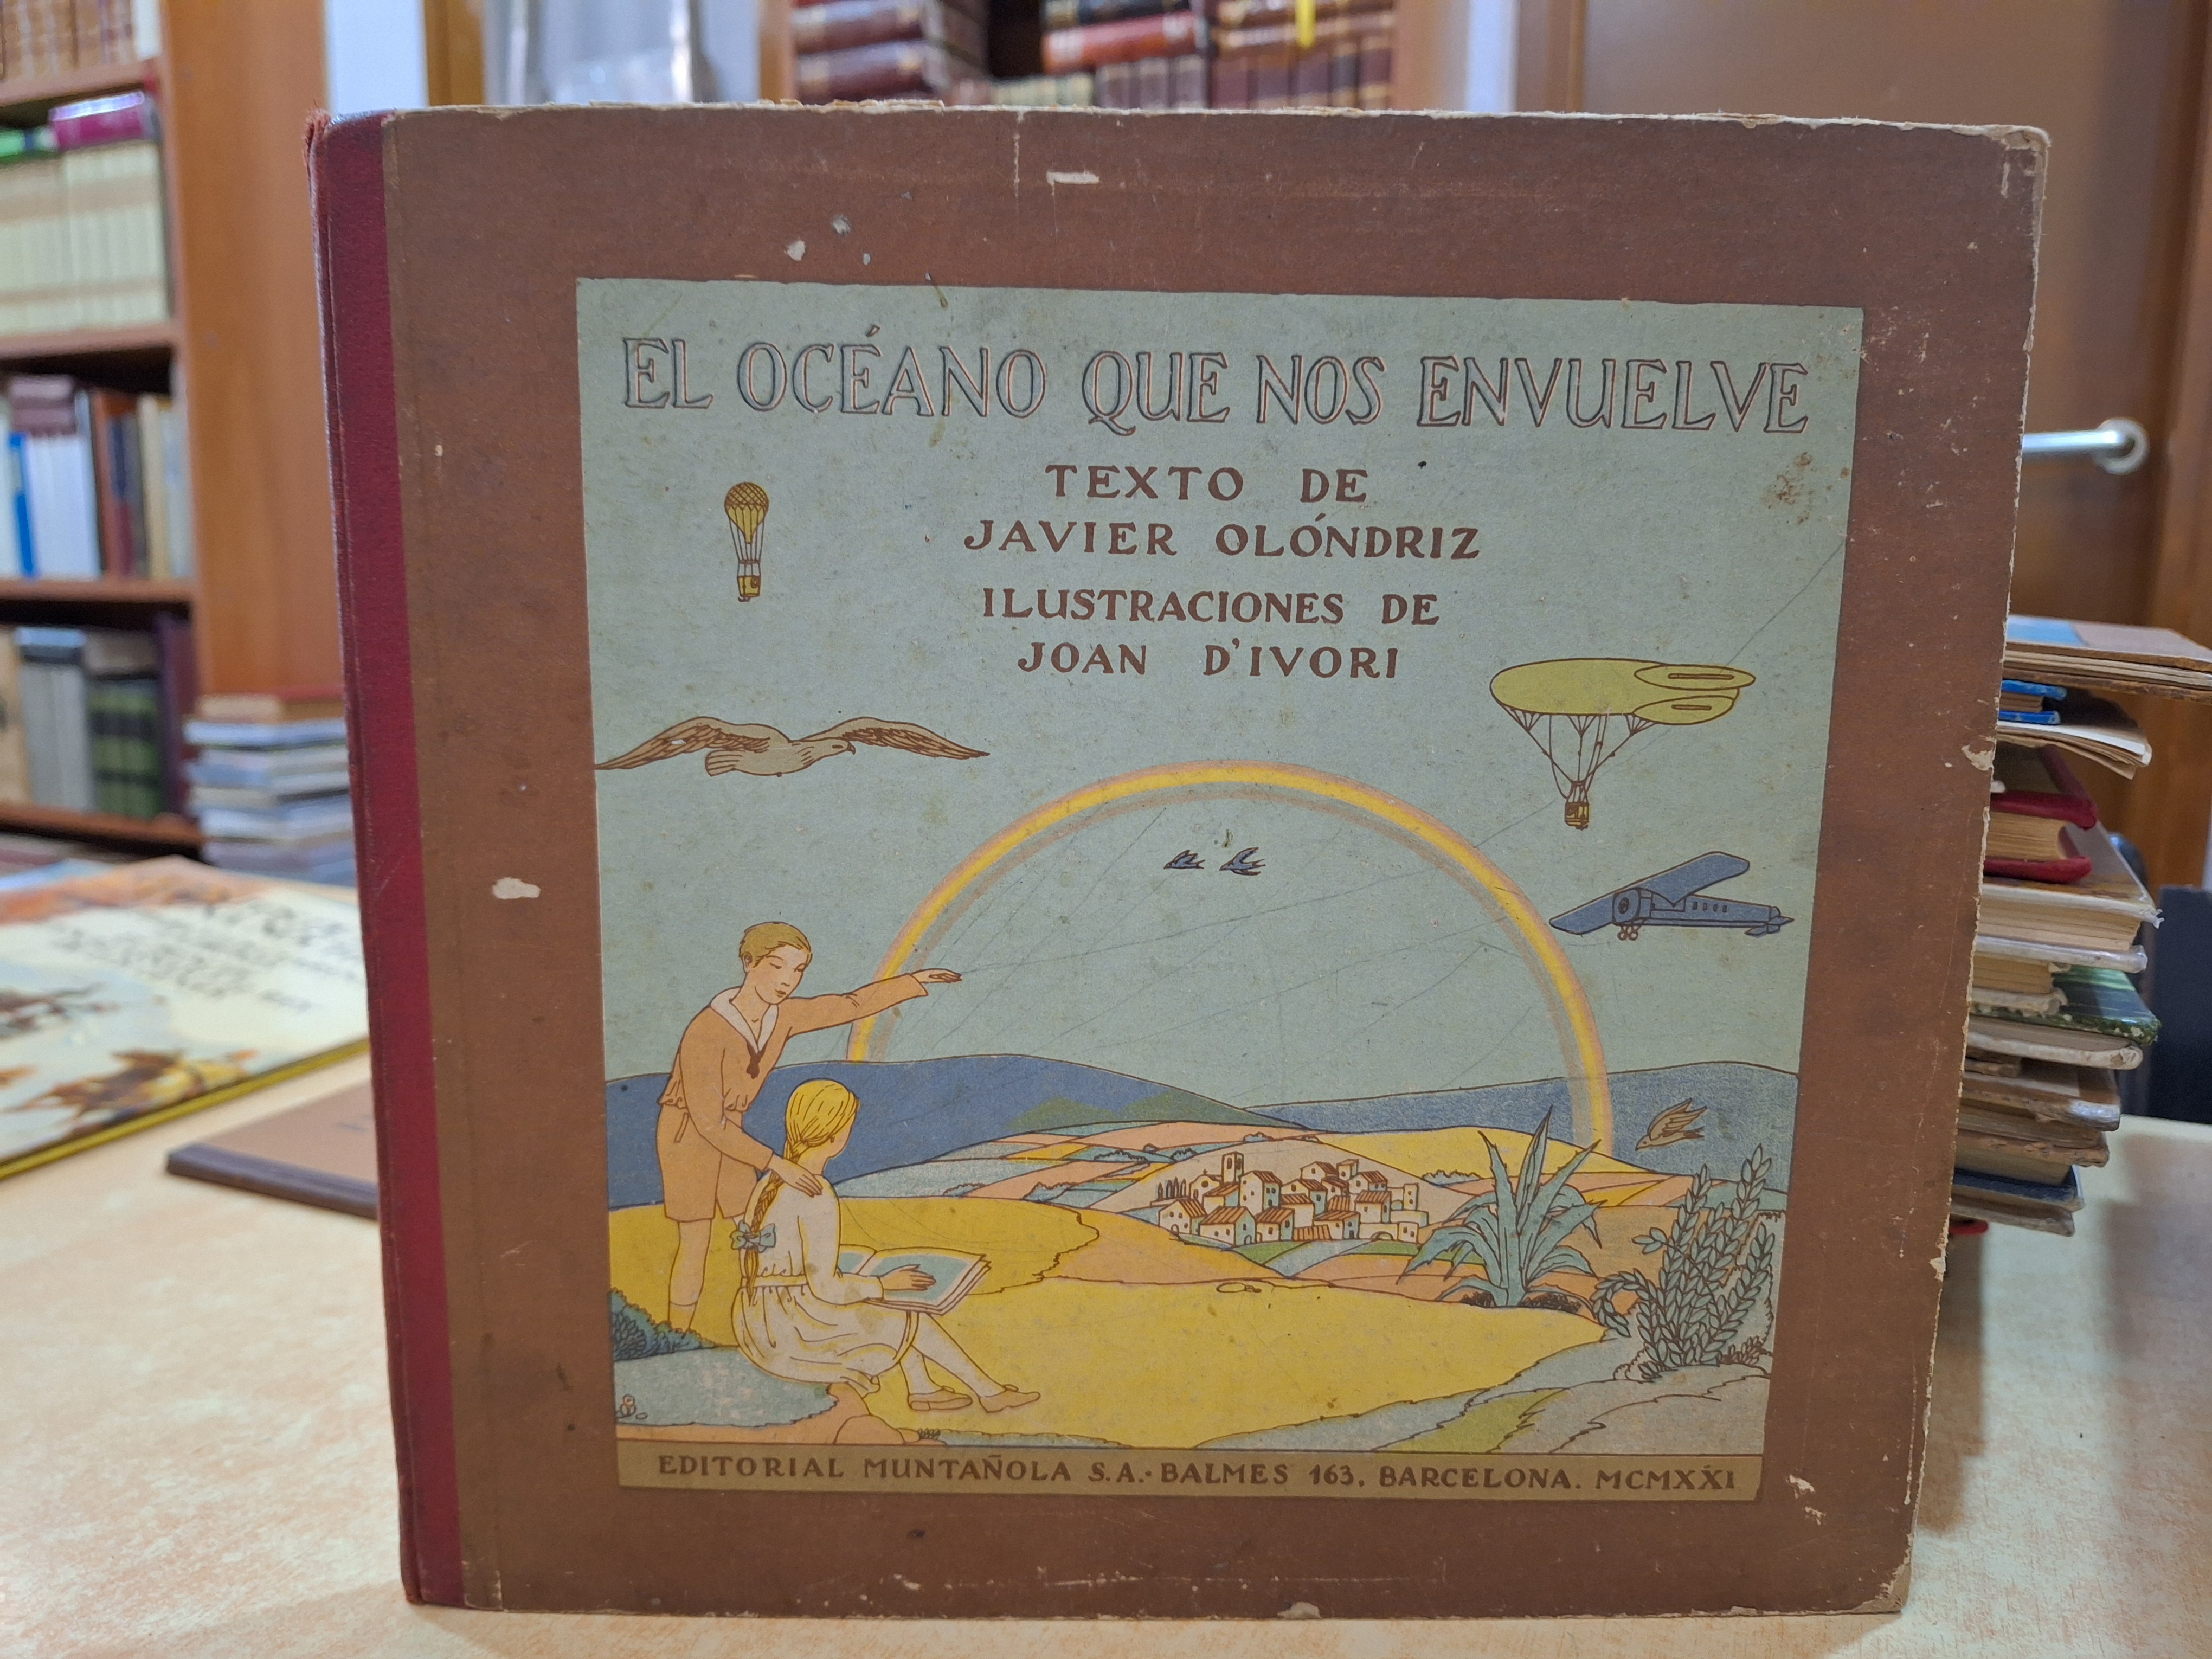 EL OCÉANO QUE NOS ENVUELVE
TEXTO DE
JAVIER OLÓNDRIZ
ILUSTRACIONES DE
JOAN D'IVORI
EDITORIAL MUNTAÑOLA S.A.· BALMES 163. BARCELONA. MCMXXI